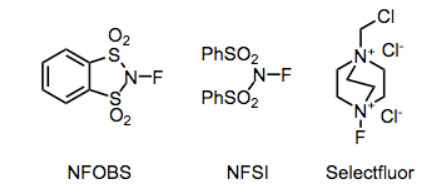 O₂
S
N–F
S
O₂
PhSO₂
N–F
PhSO₂
Cl
N⁺ Cl⁻
N⁺ Cl⁻
F
NFOBS NFSI Selectfluor